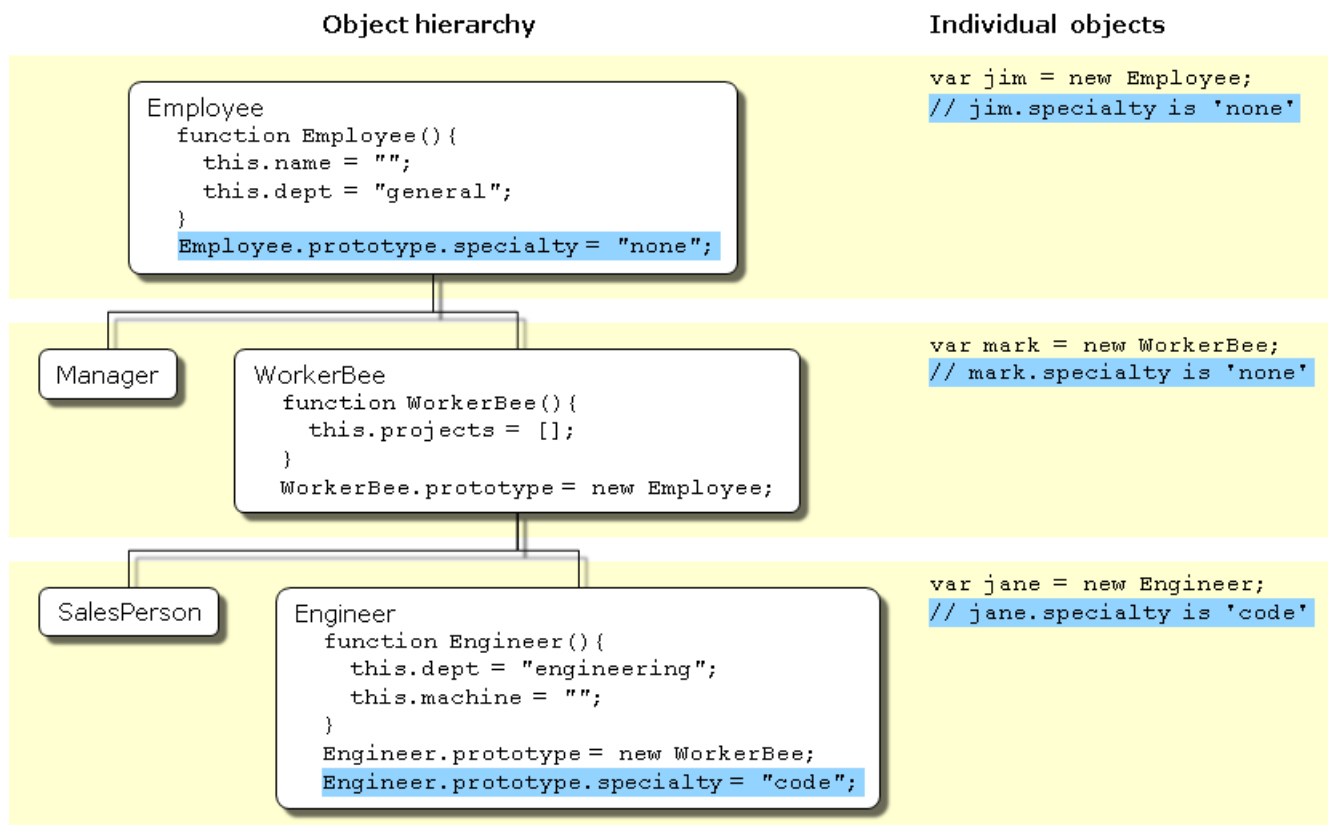 Object hierarchy
Individual objects
Employee
function Employee(){
this.name = "";
this.dept = "general";
}
Employee.prototype.specialty = "none";
var jim = new Employee;
// jim.specialty is 'none'
Manager
WorkerBee
function WorkerBee(){
this.projects = [];
}
WorkerBee.prototype = new Employee;
var mark = new WorkerBee;
// mark.specialty is 'none'
SalesPerson
Engineer
function Engineer(){
this.dept = "engineering";
this.machine = "";
}
Engineer.prototype = new WorkerBee;
Engineer.prototype.specialty = "code";
var jane = new Engineer;
// jane.specialty is 'code'